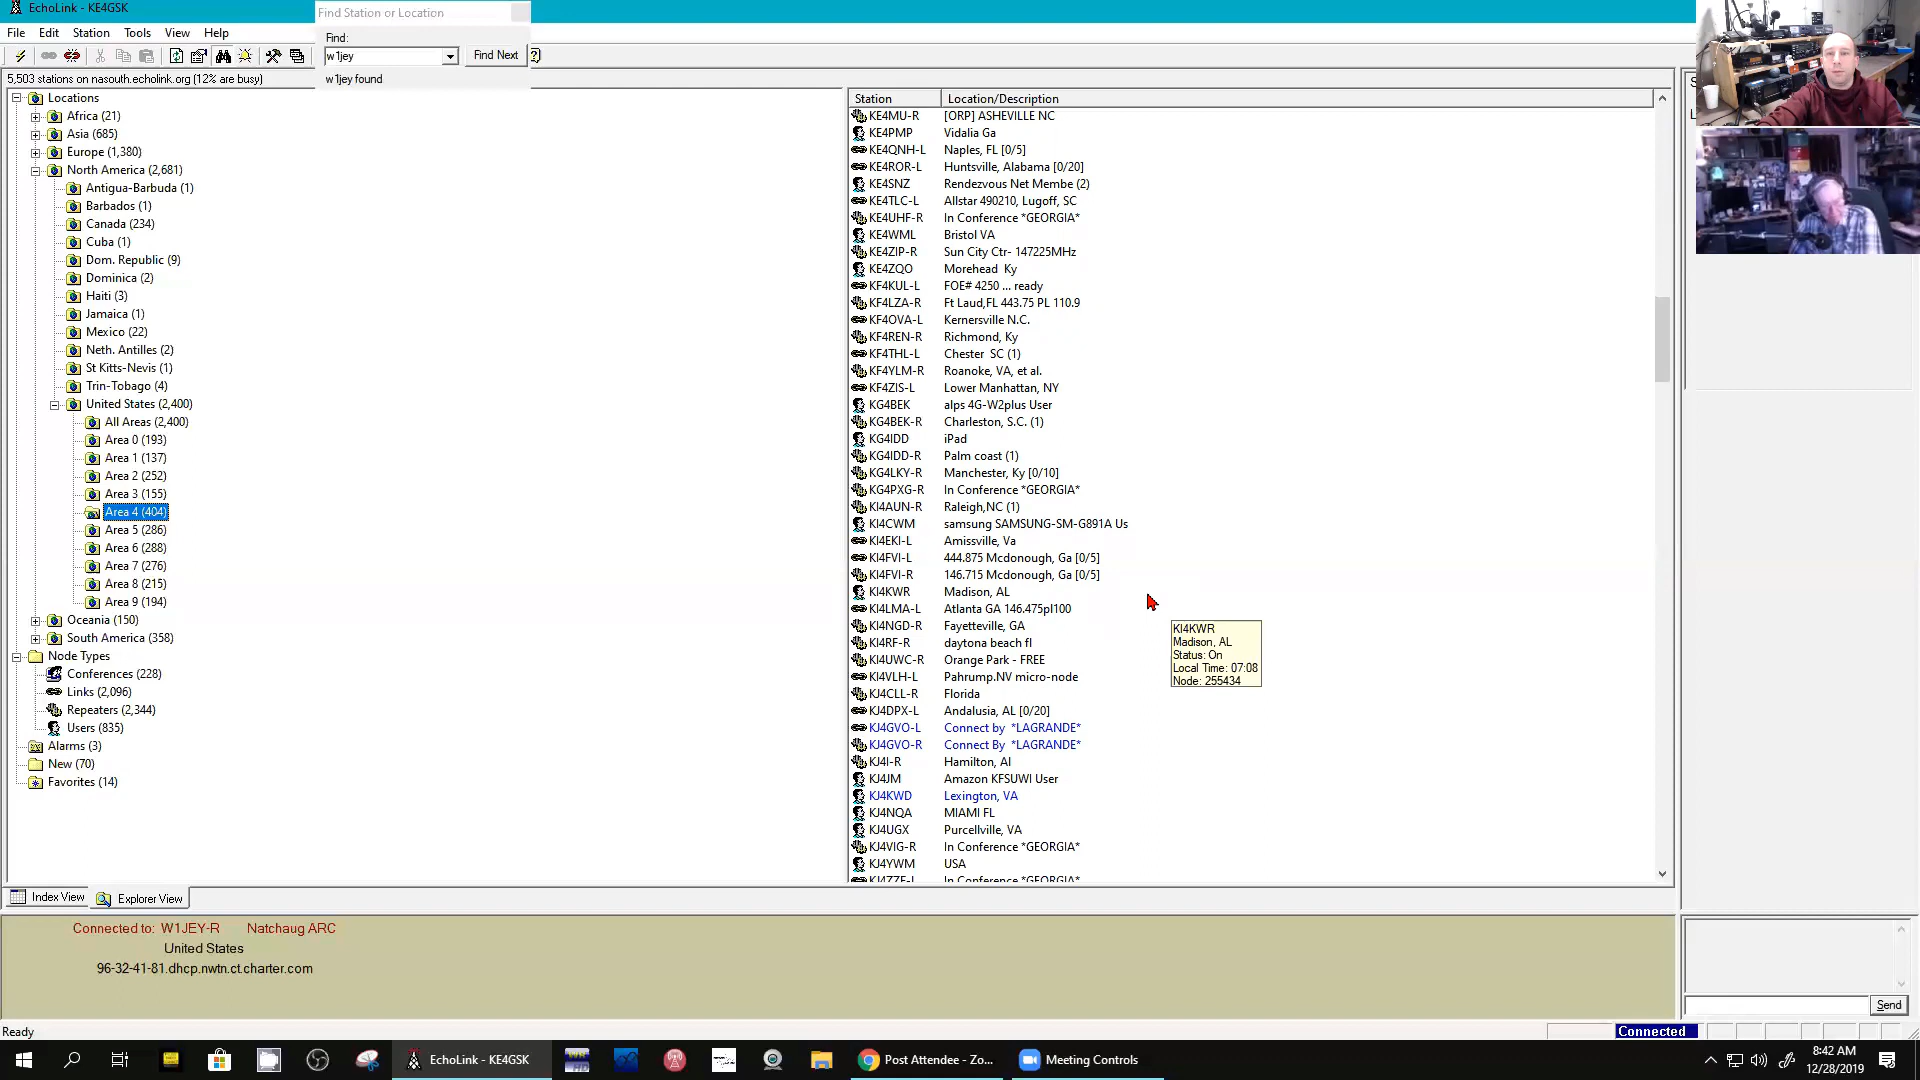 EchoLink - KE4GSK
Find Station or Location
File Edit Station Tools View Help
Find:
w1jey
Find Next
w1jey found
5,503 stations on nasouth.echolink.org (12% are busy)
Locations
Africa (21)
Asia (685)
Europe (1,380)
North America (2,681)
Antigua-Barbuda (1)
Barbados (1)
Canada (234)
Cuba (1)
Dom. Republic (9)
Dominica (2)
Haiti (3)
Jamaica (1)
Mexico (22)
Neth. Antilles (2)
St Kitts-Nevis (1)
Trin-Tobago (4)
United States (2,400)
All Areas (2,400)
Area 0 (193)
Area 1 (137)
Area 2 (252)
Area 3 (155)
Area 4 (404)
Area 5 (286)
Area 6 (288)
Area 7 (276)
Area 8 (215)
Area 9 (194)
Oceania (150)
South America (358)
Node Types
Conferences (228)
Links (2,096)
Repeaters (2,344)
Users (835)
Alarms (3)
New (70)
Favorites (14)
Station Location/Description
KE4MU-R [ORP] ASHEVILLE NC
KE4PMP Vidalia Ga
KE4QNH-L Naples, FL [0/5]
KE4ROR-L Huntsville, Alabama [0/20]
KE4SNZ Rendezvous Net Membe (2)
KE4TLC-L Allstar 490210, Lugoff, SC
KE4UHF-R In Conference *GEORGIA*
KE4WML Bristol VA
KE4ZIP-R Sun City Ctr- 147225MHz
KE4ZQO Morehead Ky
KF4KUL-L FOE# 4250 ... ready
KF4LZA-R Ft Laud,FL 443.75 PL 110.9
KF4OVA-L Kernersville N.C.
KF4REN-R Richmond, Ky
KF4THL-L Chester SC (1)
KF4YLM-R Roanoke, VA, et al.
KF4ZIS-L Lower Manhattan, NY
KG4BEK alps 4G-W2plus User
KG4BEK-R Charleston, S.C. (1)
KG4IDD iPad
KG4IDD-R Palm coast (1)
KG4LKY-R Manchester, Ky [0/10]
KG4PXG-R In Conference *GEORGIA*
KI4AUN-R Raleigh,NC (1)
KI4CWM samsung SAMSUNG-SM-G891A Us
KI4EKI-L Amissville, Va
KI4FVI-L 444.875 Mcdonough, Ga [0/5]
KI4FVI-R 146.715 Mcdonough, Ga [0/5]
KI4KWR Madison, AL
KI4LMA-L Atlanta GA 146.475pl100
KI4NGD-R Fayetteville, GA
KI4RF-R daytona beach fl
KI4UWC-R Orange Park - FREE
KI4VLH-L Pahrump.NV micro-node
KJ4CLL-R Florida
KJ4DPX-L Andalusia, AL [0/20]
KJ4GVO-L Connect by *LAGRANDE*
KJ4GVO-R Connect By *LAGRANDE*
KJ4I-R Hamilton, Al
KJ4JM Amazon KFSUWI User
KJ4KWD Lexington, VA
KJ4NQA MIAMI FL
KJ4UGX Purcellville, VA
KJ4VIG-R In Conference *GEORGIA*
KJ4YWM USA
KJ4ZZF-L In Conference *GEORGIA*
KI4KWR
Madison, AL
Status: On
Local Time: 07:08
Node: 255434
Index View Explorer View
Connected to: W1JEY-R Natchaug ARC
United States
96-32-41-81.dhcp.nwtn.ct.charter.com
Send
Ready
Connected
EchoLink - KE4GSK
Post Attendee - Zo...
Meeting Controls
8:42 AM
12/28/2019